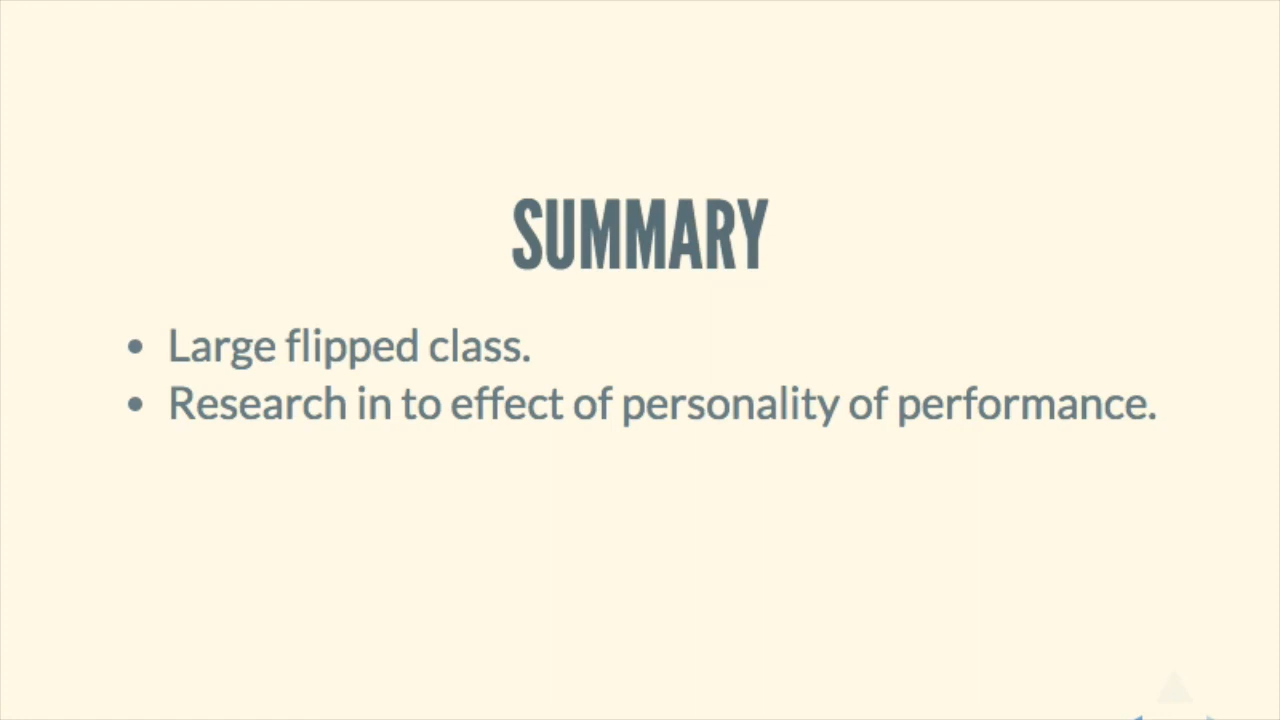 SUMMARY
• Large flipped class.
• Research in to effect of personality of performance.